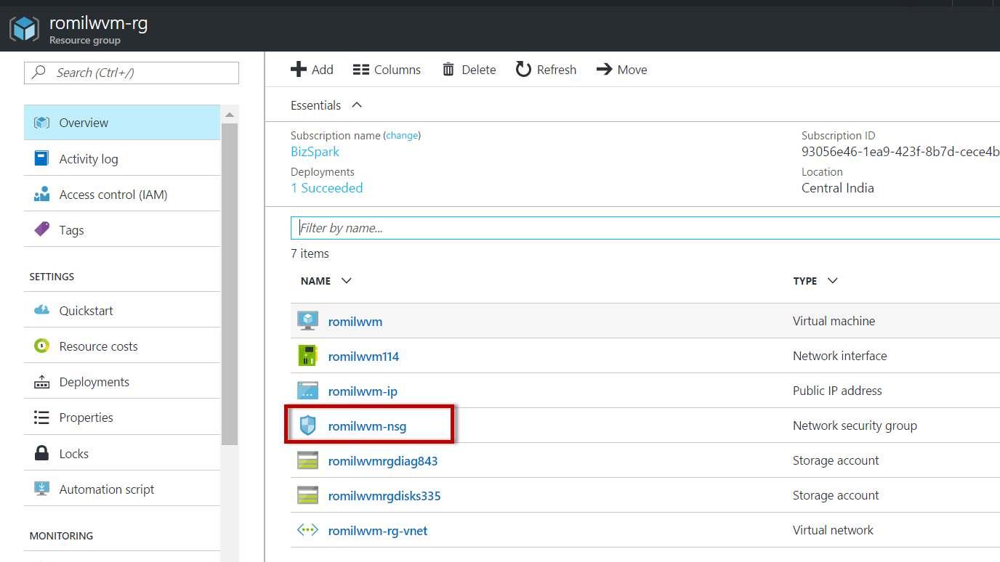 romilwvm-rg
Resource group
Search (Ctrl+/)
Overview
Activity log
Access control (IAM)
Tags
SETTINGS
Quickstart
Resource costs
Deployments
Properties
Locks
Automation script
MONITORING
Add Columns Delete Refresh Move
Essentials
Subscription name (change)
BizSpark
Deployments
1 Succeeded
Subscription ID
93056e46-1ea9-423f-8b7d-cece4b
Location
Central India
Filter by name...
7 items
NAME TYPE
romilwvm Virtual machine
romilwvm114 Network interface
romilwvm-ip Public IP address
romilwvm-nsg Network security group
romilwvmrgdiag843 Storage account
romilwvmrgdisks335 Storage account
romilwvm-rg-vnet Virtual network